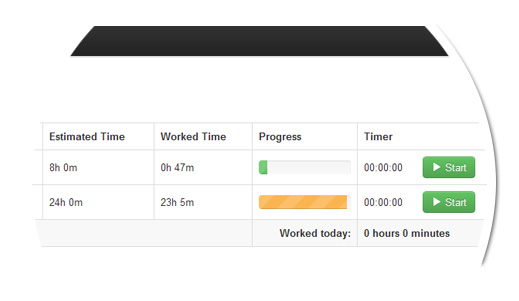 Estimated Time Worked Time Progress Timer
8h 0m 0h 47m 00:00:00 Start
24h 0m 23h 5m 00:00:00 Start
Worked today: 0 hours 0 minutes